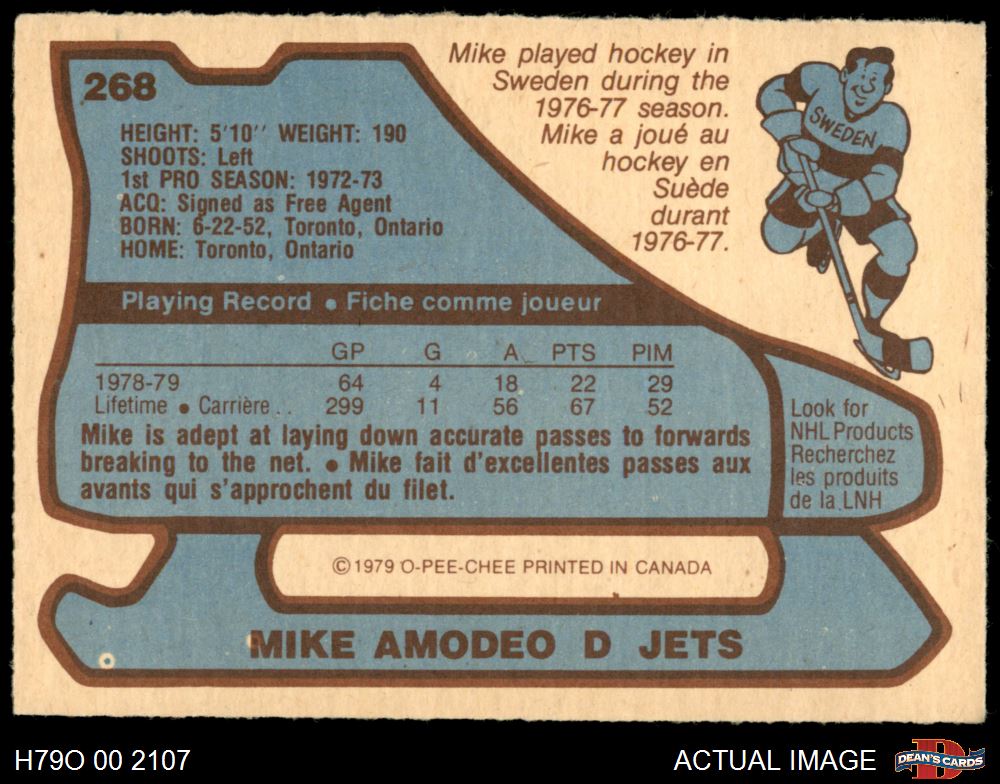 268
HEIGHT: 5'10'' WEIGHT: 190
SHOOTS: Left
1st PRO SEASON: 1972-73
ACQ: Signed as Free Agent
BORN: 6-22-52, Toronto, Ontario
HOME: Toronto, Ontario
Mike played hockey in
Sweden during the
1976-77 season.
Mike a joué au
hockey en
Suède
durant
1976-77.
SWEDEN
Playing Record • Fiche comme joueur
GP G A PTS PIM
1978-79 64 4 18 22 29
Lifetime • Carrière . . 299 11 56 67 52
Mike is adept at laying down accurate passes to forwards
breaking to the net. • Mike fait d'excellentes passes aux
avants qui s'approchent du filet.
Look for
NHL Products
Recherchez
les produits
de la LNH
©1979 O-PEE-CHEE PRINTED IN CANADA
MIKE AMODEO D JETS
H79O 00 2107
ACTUAL IMAGE
DEAN'S CARDS